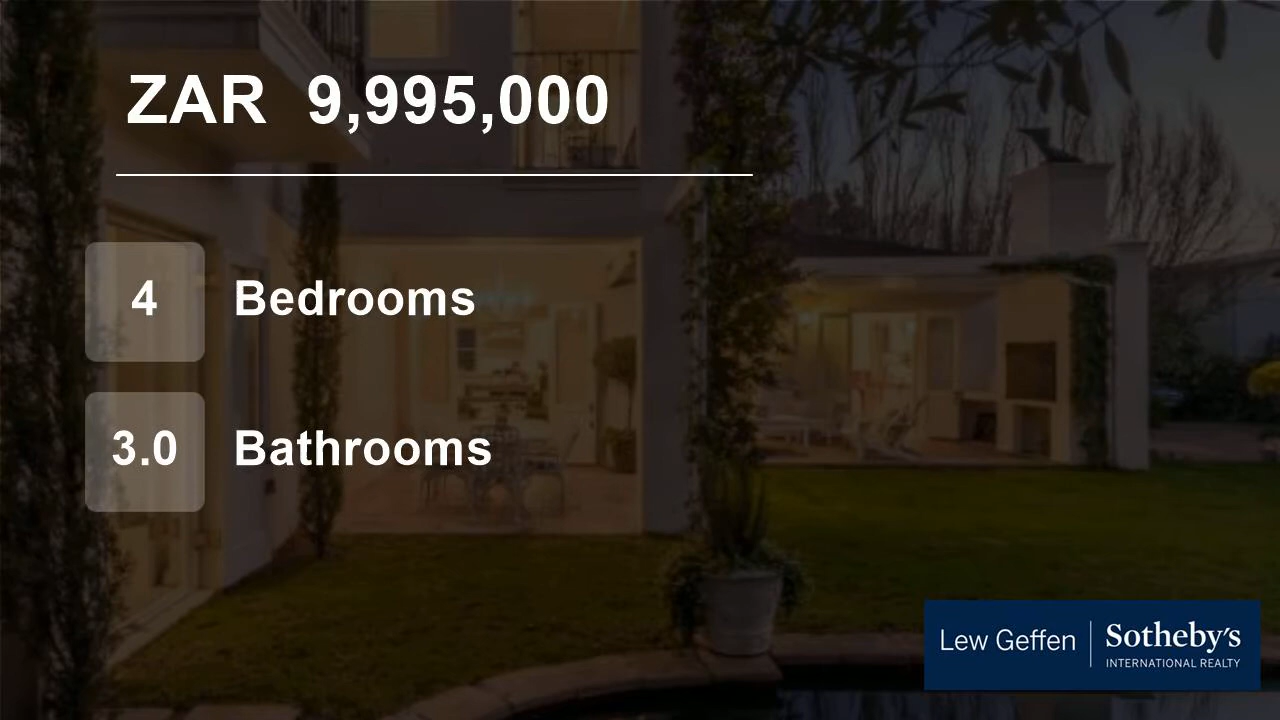 ZAR 9,995,000
4 Bedrooms
3.0 Bathrooms
Lew Geffen Sotheby's
INTERNATIONAL REALTY